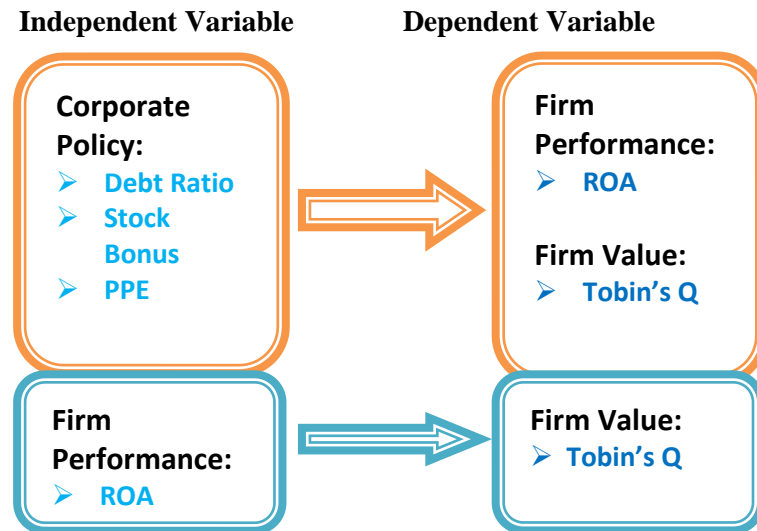 Independent Variable
Dependent Variable
Corporate
Policy:
➢ Debt Ratio
➢ Stock
Bonus
➢ PPE
Firm
Performance:
➢ ROA
Firm Value:
➢ Tobin’s Q
Firm
Performance:
➢ ROA
Firm Value:
➢ Tobin’s Q